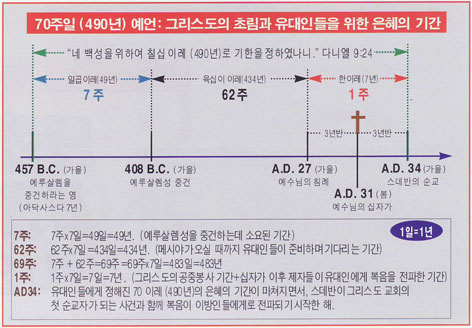 70주일 (490년) 예언: 그리스도의 초림과 유대인들을 위한 은혜의 기간
"네 백성을 위하여 칠십 이레 (490년)로 기한을 정하였나니." 다니엘 9:24
일곱이레(49년) 육십이 이레(434년) 한이레(7년)
7주 62주 1주
3년반 3년반
457 B.C. (가을) 408 B.C. (가을) A.D. 27 (가을) A.D. 34 (가을)
예루살렘을 예루살렘성 중건 예수님의 침례 스데반의 순교
중건하라는 영 A.D. 31 (봄)
(아닥사스다 7년) 예수님의 십자가
7주: 7주x7일=49일=49년. (예루살렘성을 중건하는데 소요된 기간) 1일=1년
62주: 62주x7일=434일=434년. (메시야가 오실 때까지 유대인들이 준비하며 기다리는 기간)
69주: 7주 + 62주=69주=69주x7일=483일=483년
1주: 1주x7일=7일=7년. (그리스도의 공중봉사 기간+십자가 이후 제자들이 유대인에게 복음을 전파한 기간)
AD34: 유대인들에게 정해진 70 이레 (490년)의 은혜의 기간이 마쳐지면서, 스데반이 그리스도 교회의
첫 순교자가 되는 사건과 함께 복음이 이방인들에게로 전파되기 시작한 해.